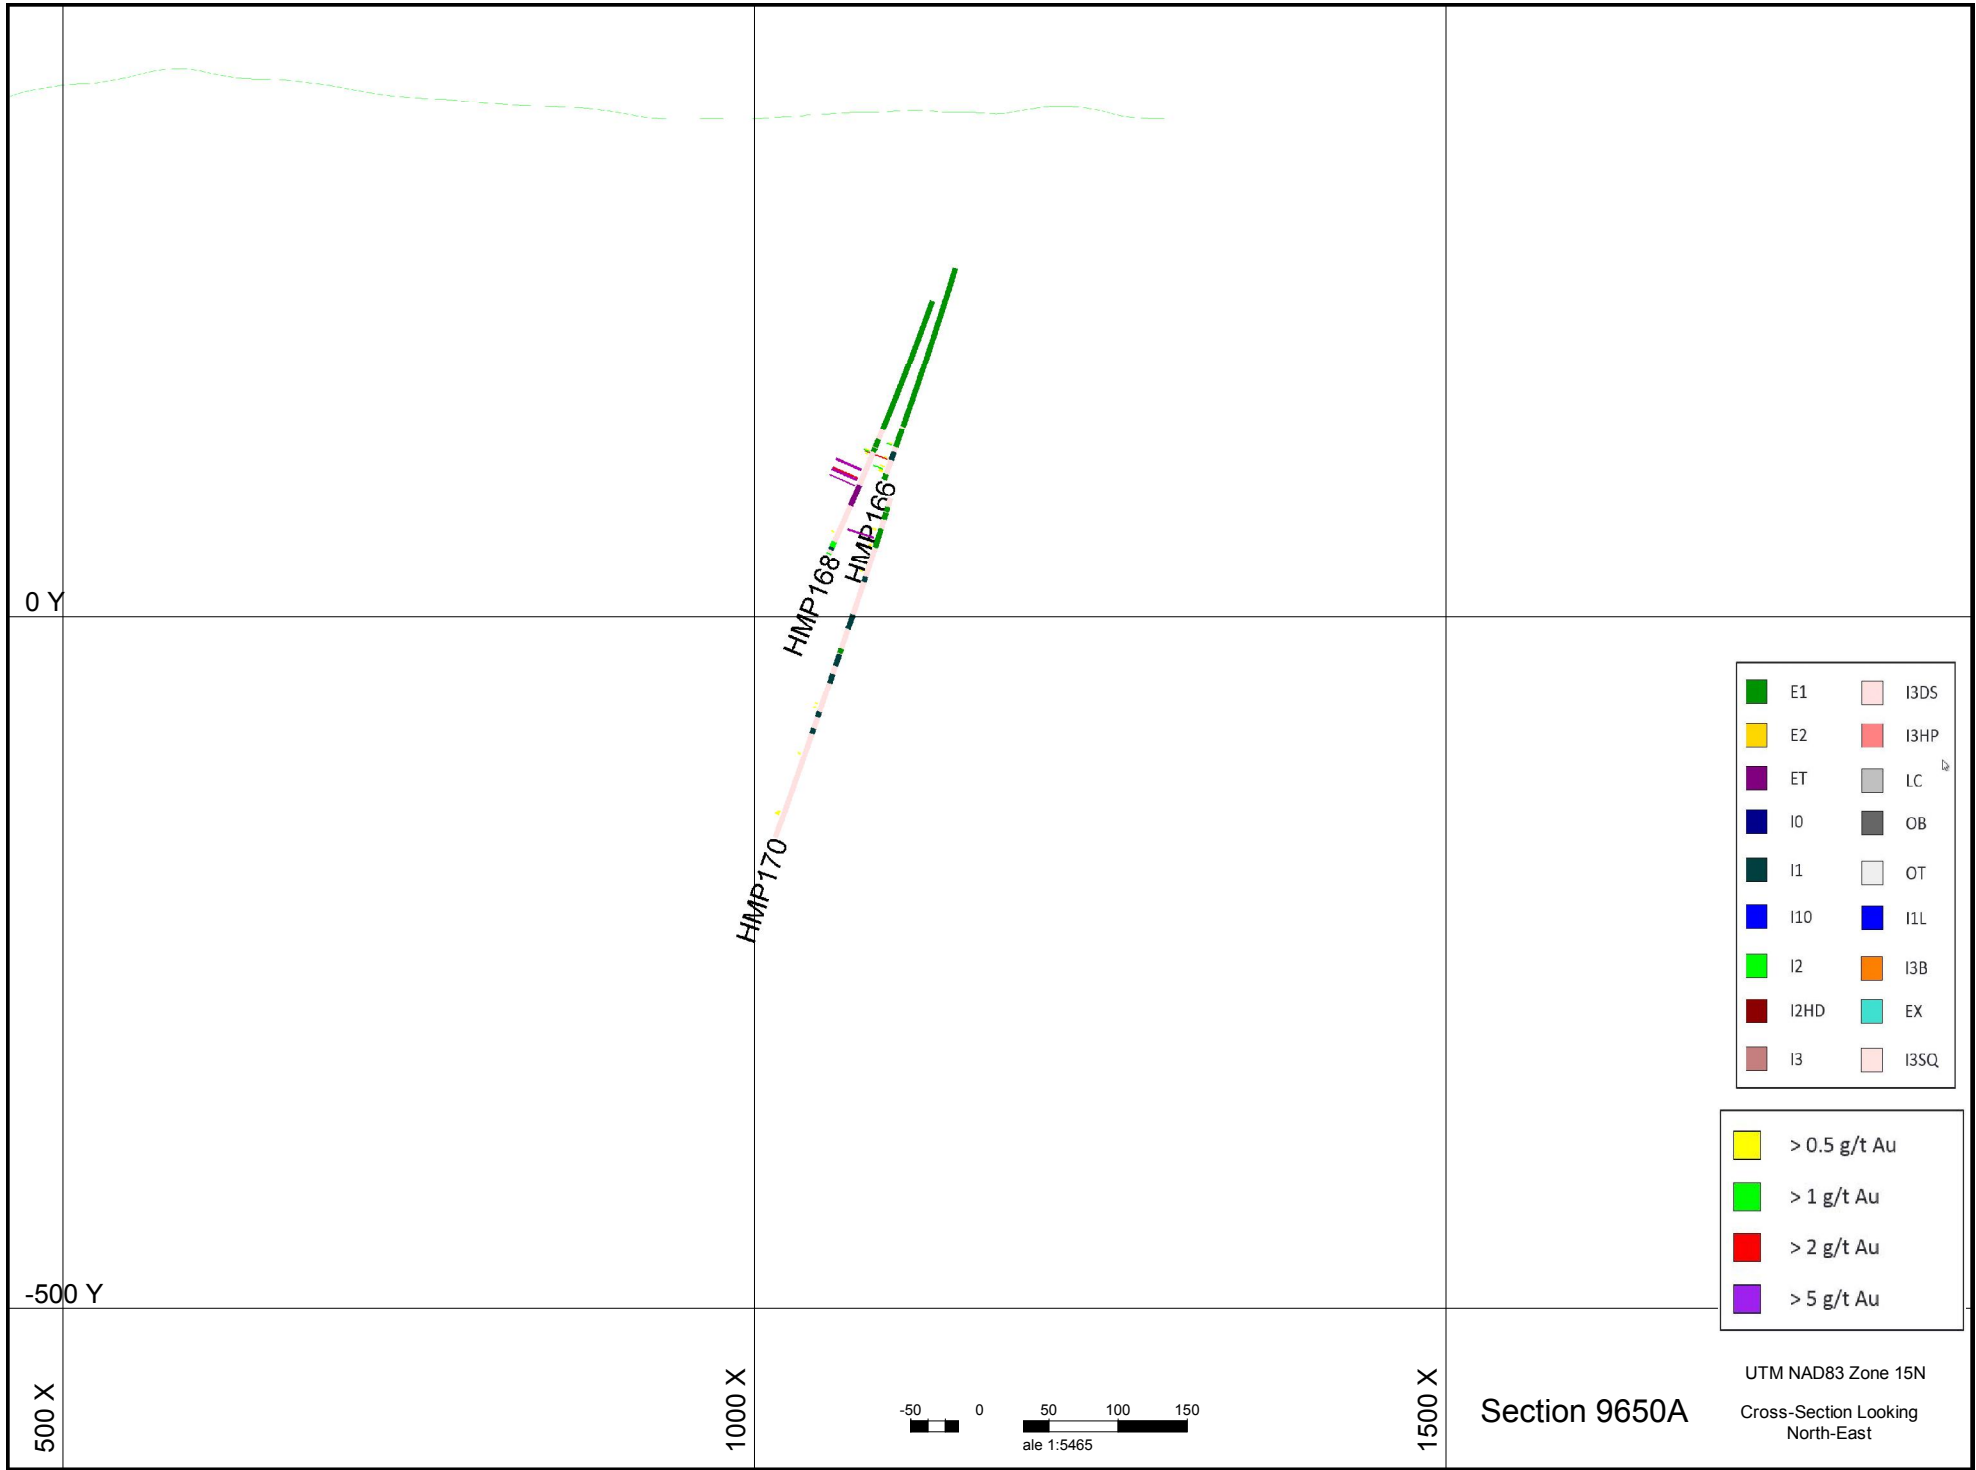 HMP166
HMP168
0 Y
HMP170
E1
I3DS
E2
I3HP
ET
LC
I0
OB
I1
OT
I10
I1L
I2
I3B
I2HD
EX
I3
I3SQ
> 0.5 g/t Au
> 1 g/t Au
> 2 g/t Au
> 5 g/t Au
-500 Y
500 X
1000 X
1500 X
-50 0 50 100 150
ale 1:5465
Section 9650A
UTM NAD83 Zone 15N
Cross-Section Looking
North-East